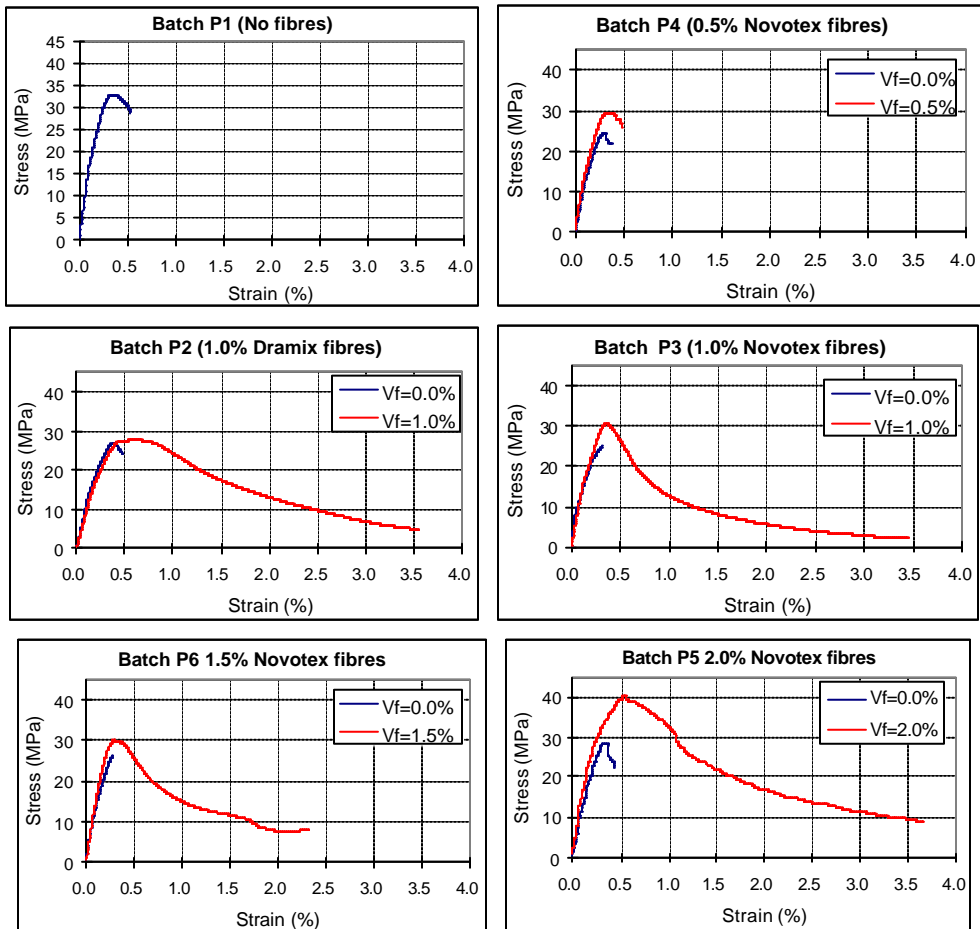 Batch P1 (No fibres)
Stress (MPa)
45
40
35
30
25
20
15
10
5
0
0.0 0.5 1.0 1.5 2.0 2.5 3.0 3.5 4.0
Strain (%)
Batch P4 (0.5% Novotex fibres)
Vf=0.0%
Vf=0.5%
Stress (MPa)
40
30
20
10
0
0.0 0.5 1.0 1.5 2.0 2.5 3.0 3.5 4.0
Strain (%)
Batch P2 (1.0% Dramix fibres)
Vf=0.0%
Vf=1.0%
Stress (MPa)
40
30
20
10
0
0.0 0.5 1.0 1.5 2.0 2.5 3.0 3.5 4.0
Strain (%)
Batch P3 (1.0% Novotex fibres)
Vf=0.0%
Vf=1.0%
Stress (MPa)
40
30
20
10
0
0.0 0.5 1.0 1.5 2.0 2.5 3.0 3.5 4.0
Strain (%)
Batch P6 1.5% Novotex fibres
Vf=0.0%
Vf=1.5%
Stress (MPa)
40
30
20
10
0
0.0 0.5 1.0 1.5 2.0 2.5 3.0 3.5 4.0
Strain (%)
Batch P5 2.0% Novotex fibres
Vf=0.0%
Vf=2.0%
Stress (MPa)
40
30
20
10
0
0.0 0.5 1.0 1.5 2.0 2.5 3.0 3.5 4.0
Strain (%)